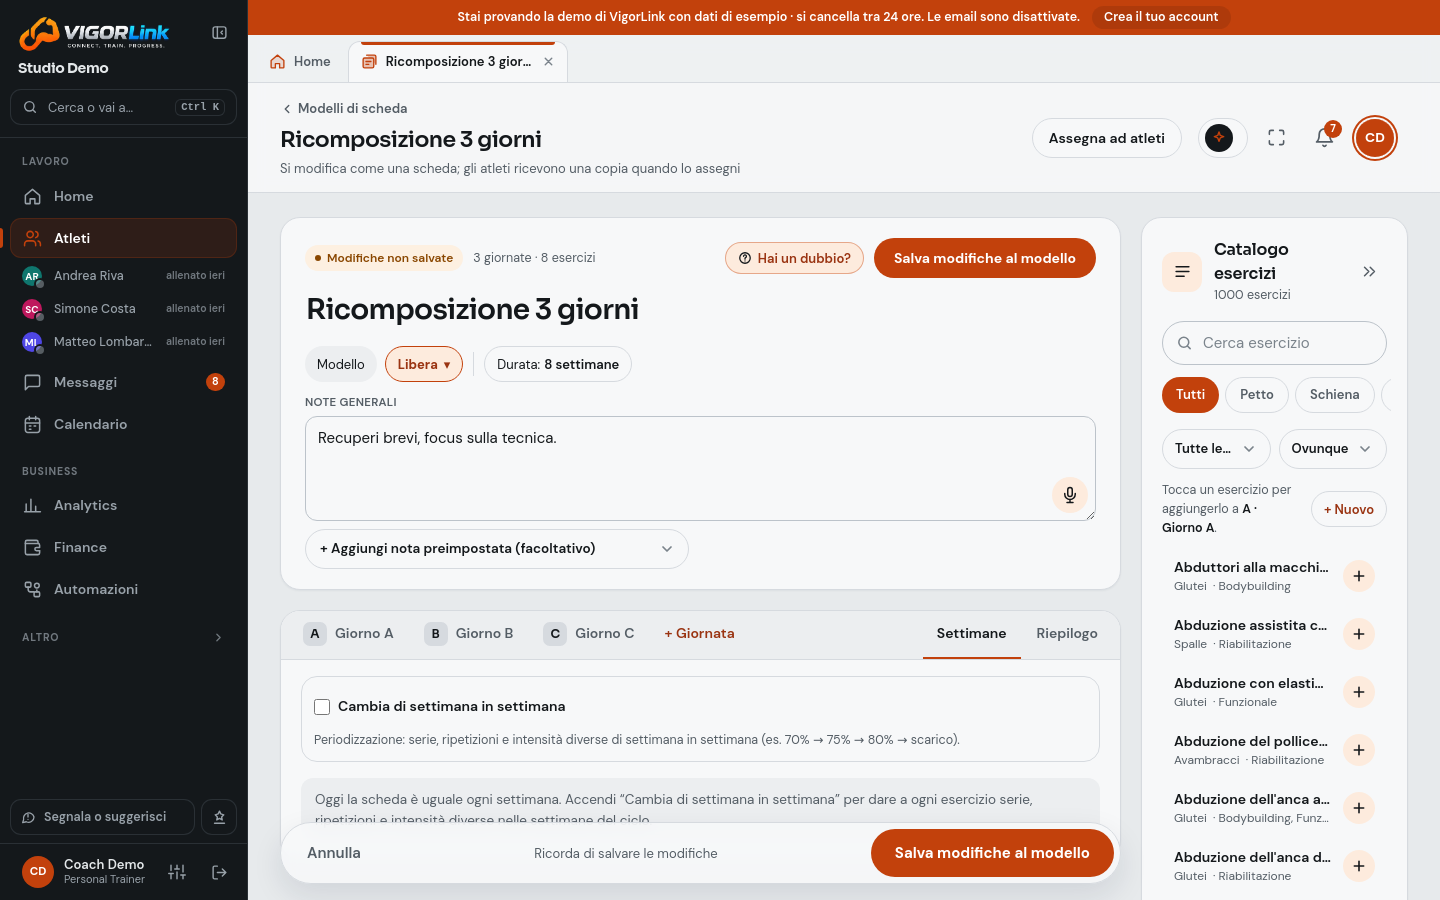 Stai provando la demo di VigorLink con dati di esempio · si cancella tra 24 ore. Le email sono disattivate.
Crea il tuo account
VIGORLink
CONNECT. TRAIN. PROGRESS.
Studio Demo
Cerca o vai a...
Ctrl K
LAVORO
Home
Atleti
AR Andrea Riva allenato ieri
SC Simone Costa allenato ieri
ML Matteo Lombar... allenato ieri
Messaggi 8
Calendario
BUSINESS
Analytics
Finance
Automazioni
ALTRO
Segnala o suggerisci
CD Coach Demo
Personal Trainer
Home
Ricomposizione 3 gior...
Modelli di scheda
Ricomposizione 3 giorni
Si modifica come una scheda; gli atleti ricevono una copia quando lo assegni
Assegna ad atleti
7
CD
Modifiche non salvate
3 giornate · 8 esercizi
Hai un dubbio?
Salva modifiche al modello
Ricomposizione 3 giorni
Modello
Libera
Durata: 8 settimane
NOTE GENERALI
Recuperi brevi, focus sulla tecnica.
+ Aggiungi nota preimpostata (facoltativo)
A Giorno A
B Giorno B
C Giorno C
+ Giornata
Settimane
Riepilogo
Cambia di settimana in settimana
Periodizzazione: serie, ripetizioni e intensità diverse di settimana in settimana (es. 70% → 75% → 80% → scarico).
Oggi la scheda è uguale ogni settimana. Accendi “Cambia di settimana in settimana” per dare a ogni esercizio serie,
ripetizioni e intensità diverse nelle settimane del ciclo.
Annulla
Ricorda di salvare le modifiche
Salva modifiche al modello
Catalogo
esercizi
1000 esercizi
Cerca esercizio
Tutti
Petto
Schiena
Tutte le...
Ovunque
Tocca un esercizio per
aggiungerlo a A ·
Giorno A.
+ Nuovo
Abduttori alla macchi...
Glutei · Bodybuilding
Abduzione assistita c...
Spalle · Riabilitazione
Abduzione con elasti...
Glutei · Funzionale
Abduzione del pollice...
Avambracci · Riabilitazione
Abduzione dell'anca a...
Glutei · Bodybuilding, Funz...
Abduzione dell'anca d...
Glutei · Riabilitazione